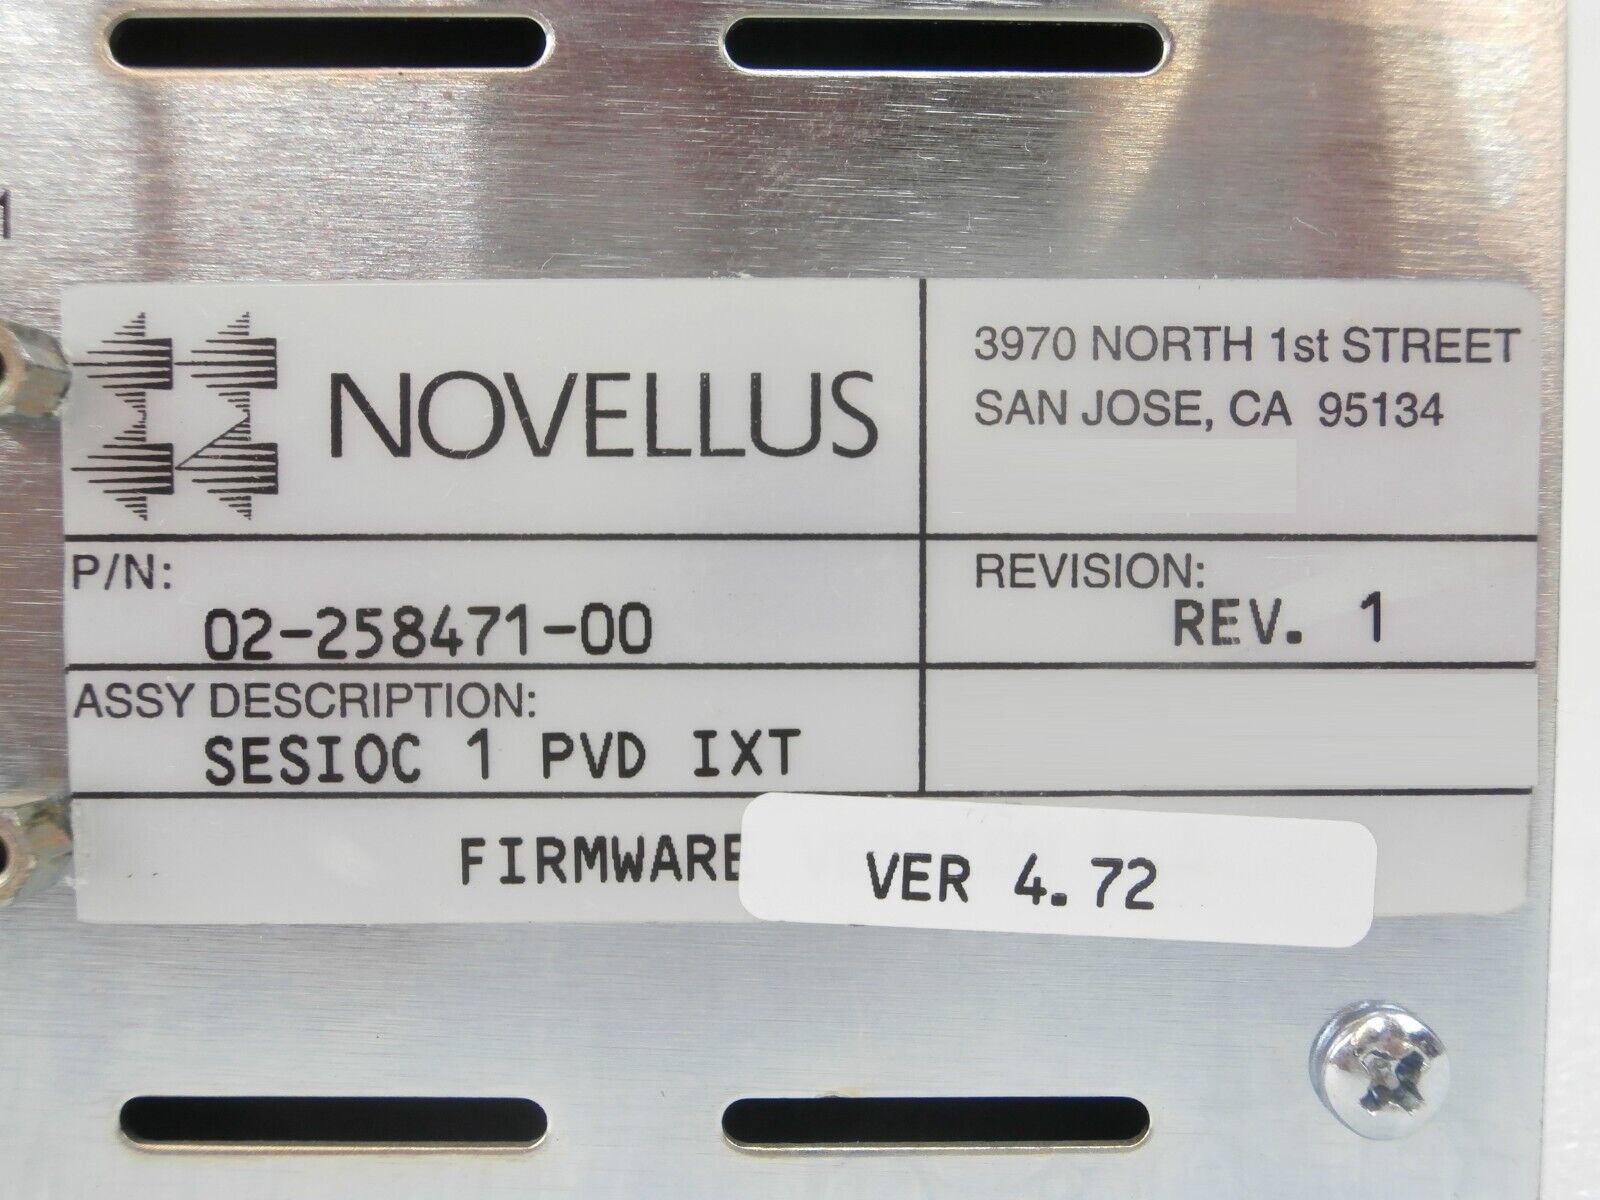 1
NOVELLUS
3970 NORTH 1st STREET
SAN JOSE, CA 95134
P/N:
02-258471-00
REVISION:
REV. 1
ASSY DESCRIPTION:
SESIOC 1 PVD IXT
FIRMWARE
VER 4.72